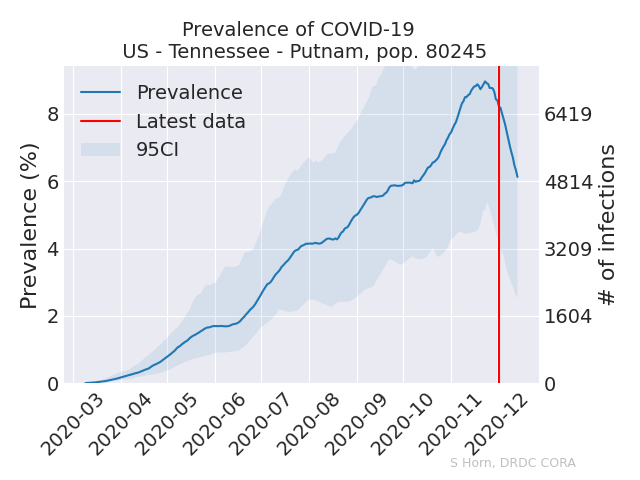 Prevalence of COVID-19
US - Tennessee - Putnam, pop. 80245
Prevalence
Latest data
95CI
Prevalence (%)
8
6
4
2
0
6419
4814
3209
1604
0
# of infections
2020-03
2020-04
2020-05
2020-06
2020-07
2020-08
2020-09
2020-10
2020-11
2020-12
S Horn, DRDC CORA